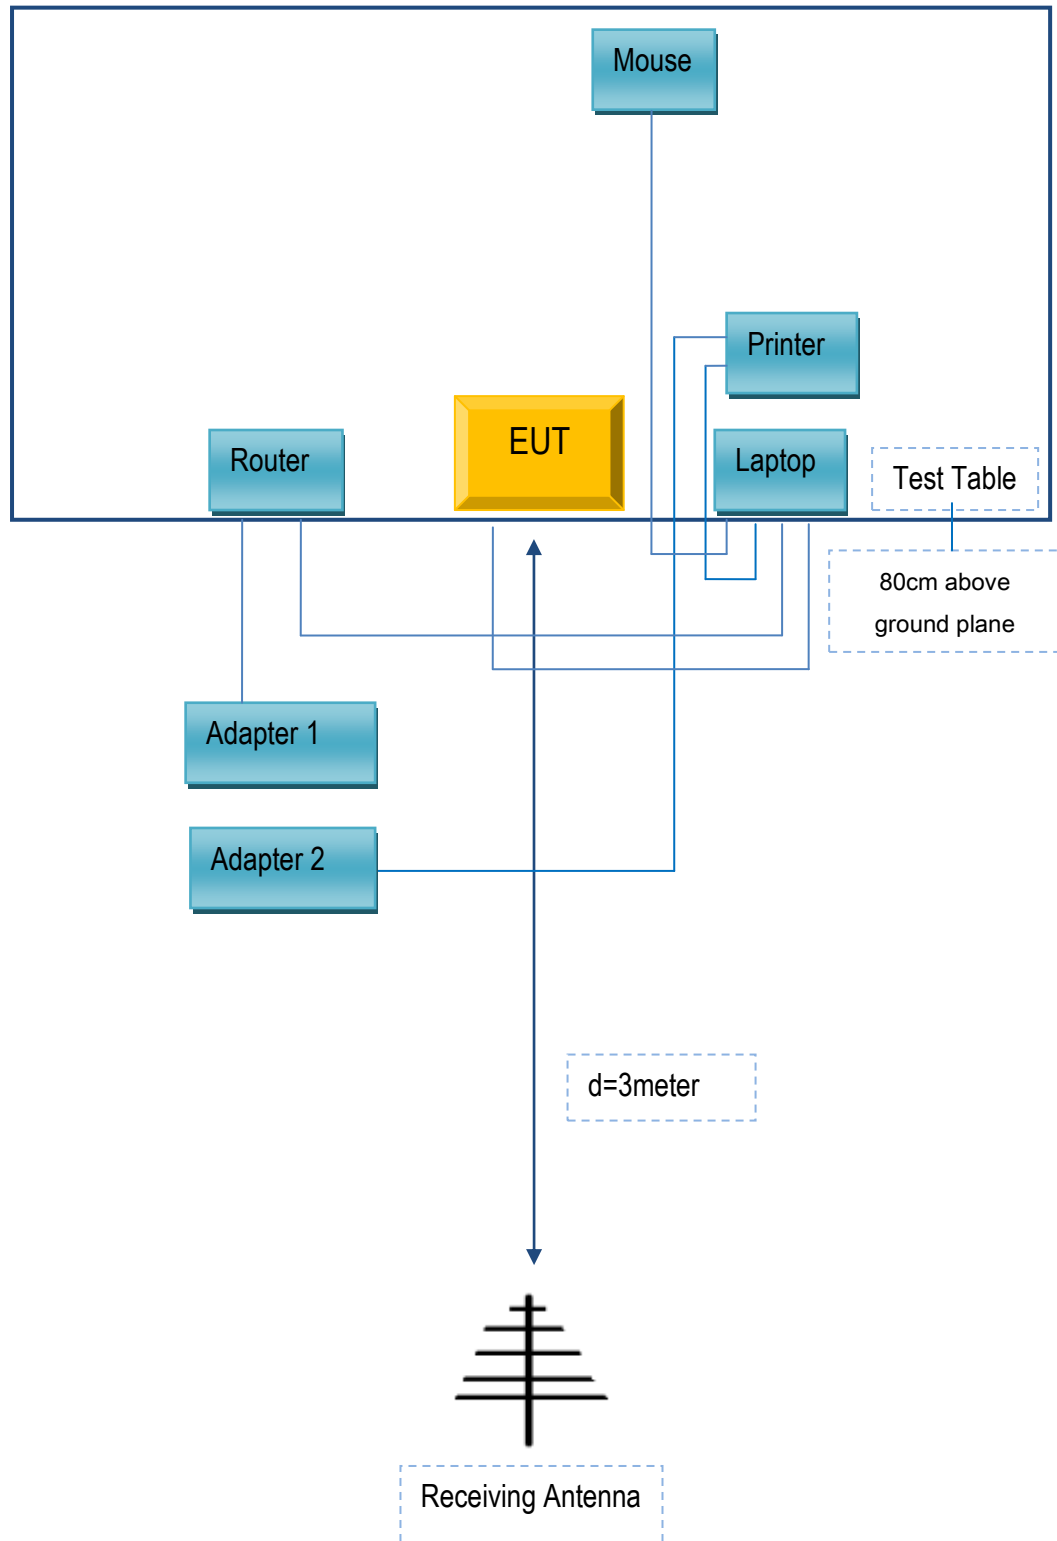 Mouse
Printer
EUT
Router
Laptop
Test Table
80cm above
ground plane
Adapter 1
Adapter 2
d=3meter
Receiving Antenna